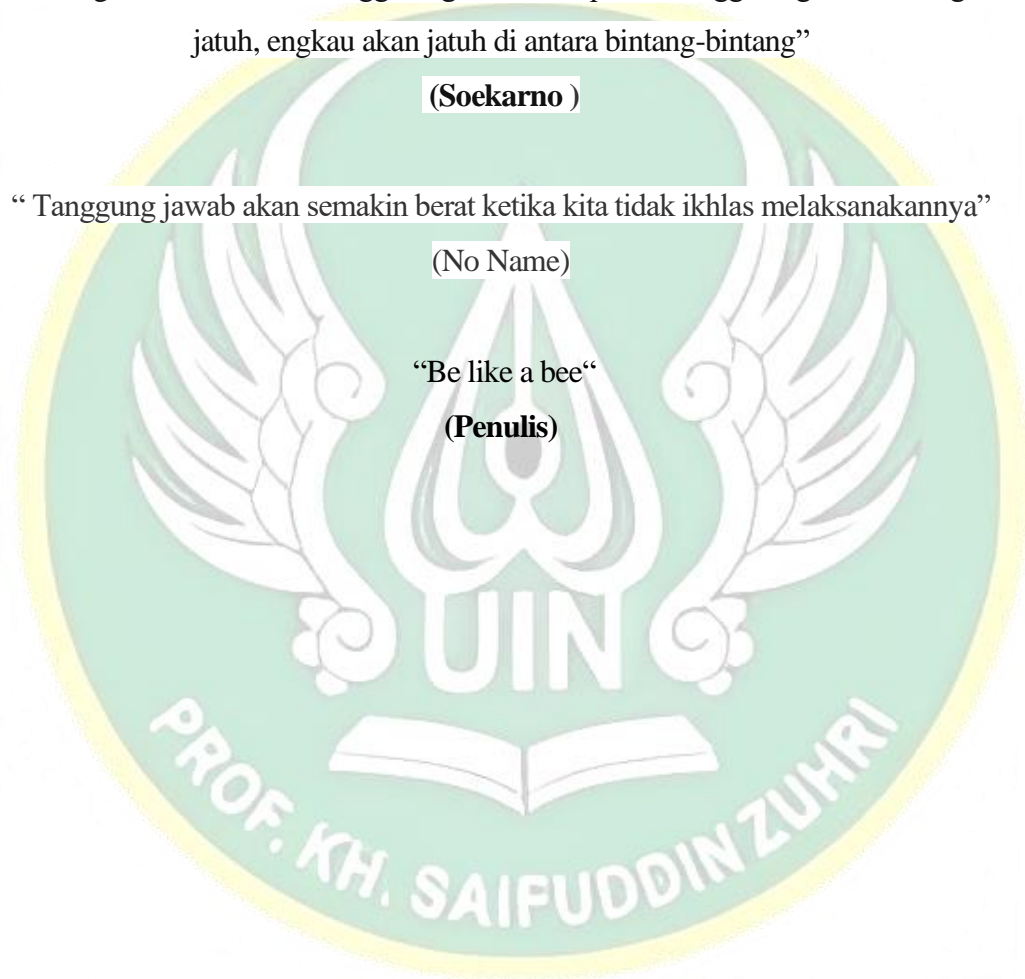 jatuh, engkau akan jatuh di antara bintang-bintang”
(Soekarno )
“ Tanggung jawab akan semakin berat ketika kita tidak ikhlas melaksanakannya”
(No Name)
“Be like a bee“
(Penulis)
UIN
PROF. KH. SAIFUDDIN ZUHRI